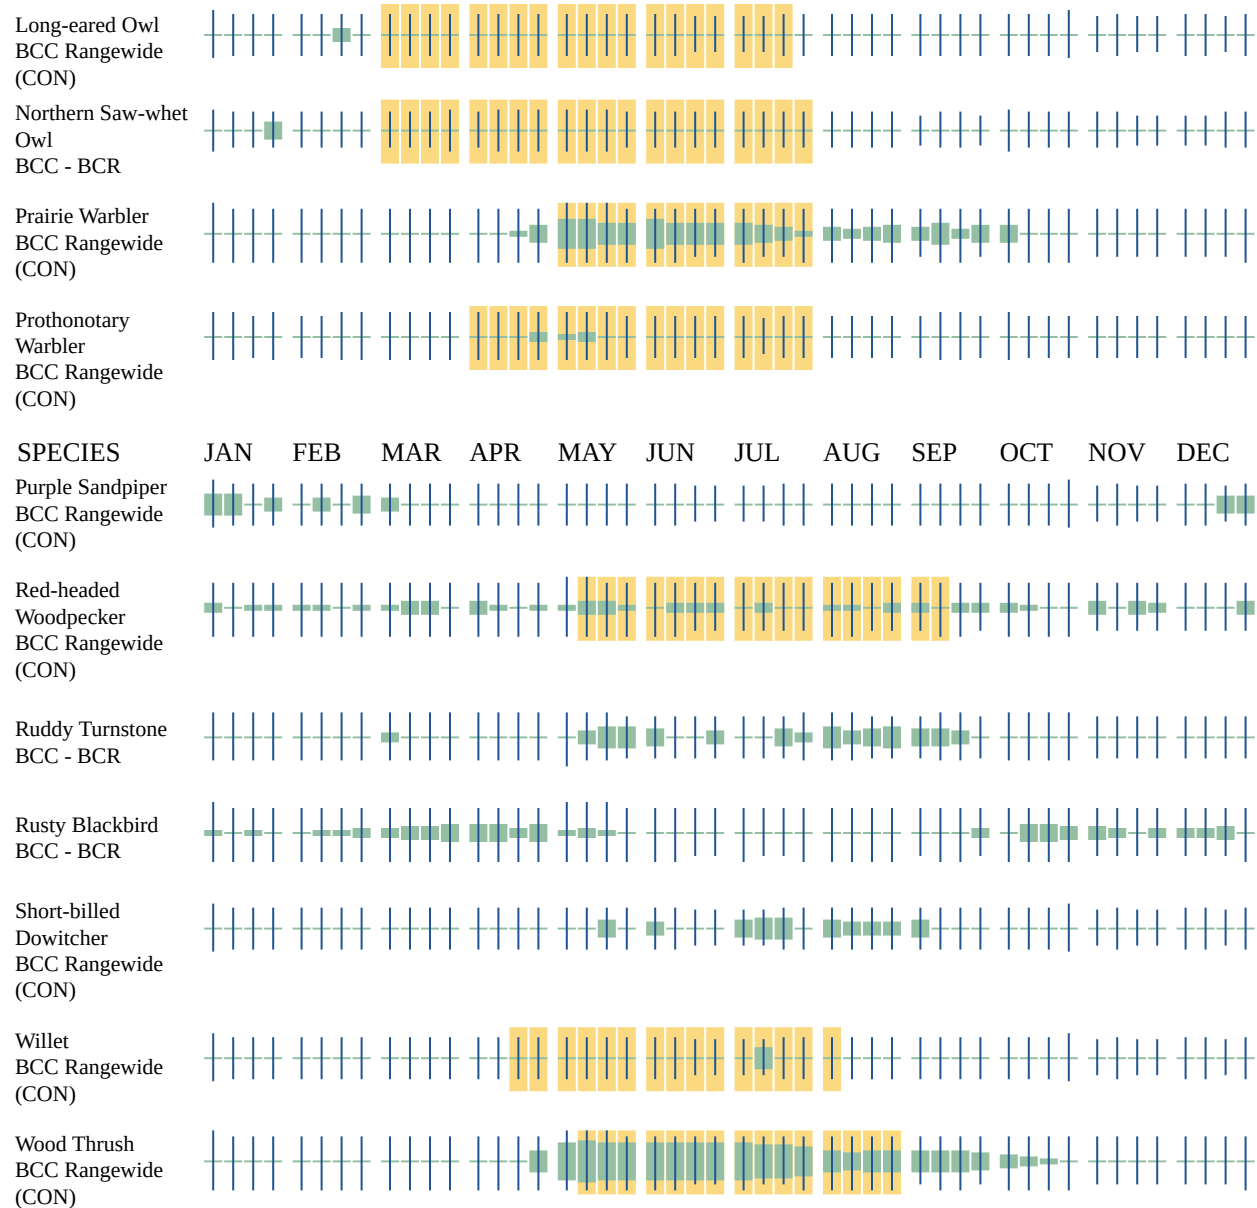 Long-eared Owl
BCC Rangewide
(CON)
Northern Saw-whet
Owl
BCC - BCR
Prairie Warbler
BCC Rangewide
(CON)
Prothonotary
Warbler
BCC Rangewide
(CON)
SPECIES JAN FEB MAR APR MAY JUN JUL AUG SEP OCT NOV DEC
Purple Sandpiper
BCC Rangewide
(CON)
Red-headed
Woodpecker
BCC Rangewide
(CON)
Ruddy Turnstone
BCC - BCR
Rusty Blackbird
BCC - BCR
Short-billed
Dowitcher
BCC Rangewide
(CON)
Willet
BCC Rangewide
(CON)
Wood Thrush
BCC Rangewide
(CON)